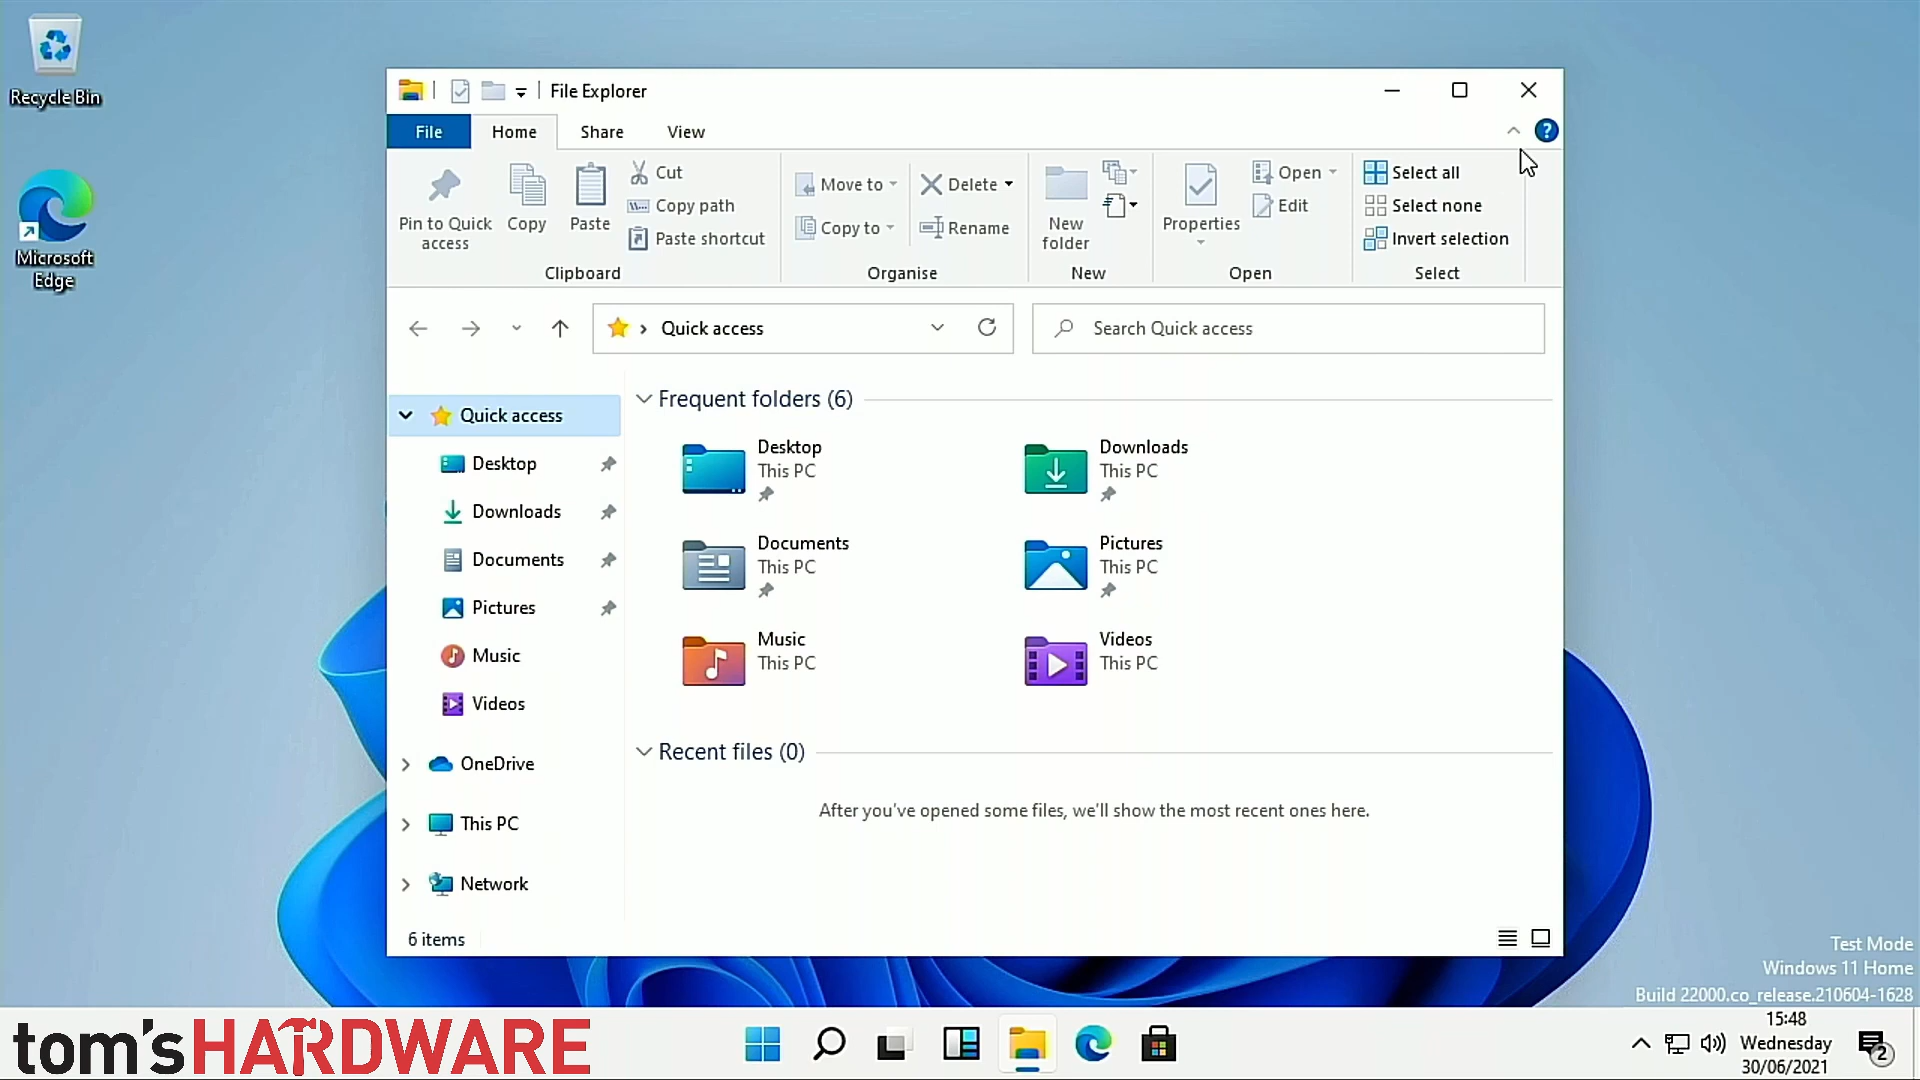 Recycle Bin
Microsoft
Edge
File Explorer
File
Home
Share
View
Pin to Quick
access
Copy
Paste
Cut
Copy path
Paste shortcut
Clipboard
Move to
Copy to
Delete
Rename
Organise
New
folder
New
Properties
Open
Edit
Open
Select all
Select none
Invert selection
Select
Quick access
Search Quick access
Quick access
Desktop
Downloads
Documents
Pictures
Music
Videos
OneDrive
This PC
Network
Frequent folders (6)
Desktop
This PC
Downloads
This PC
Documents
This PC
Pictures
This PC
Music
This PC
Videos
This PC
Recent files (0)
After you've opened some files, we'll show the most recent ones here.
6 items
Test Mode
Windows 11 Home
Build 22000.co_release.210604-1628
tom'sHARDWARE
15:48
Wednesday
30/06/2021
2